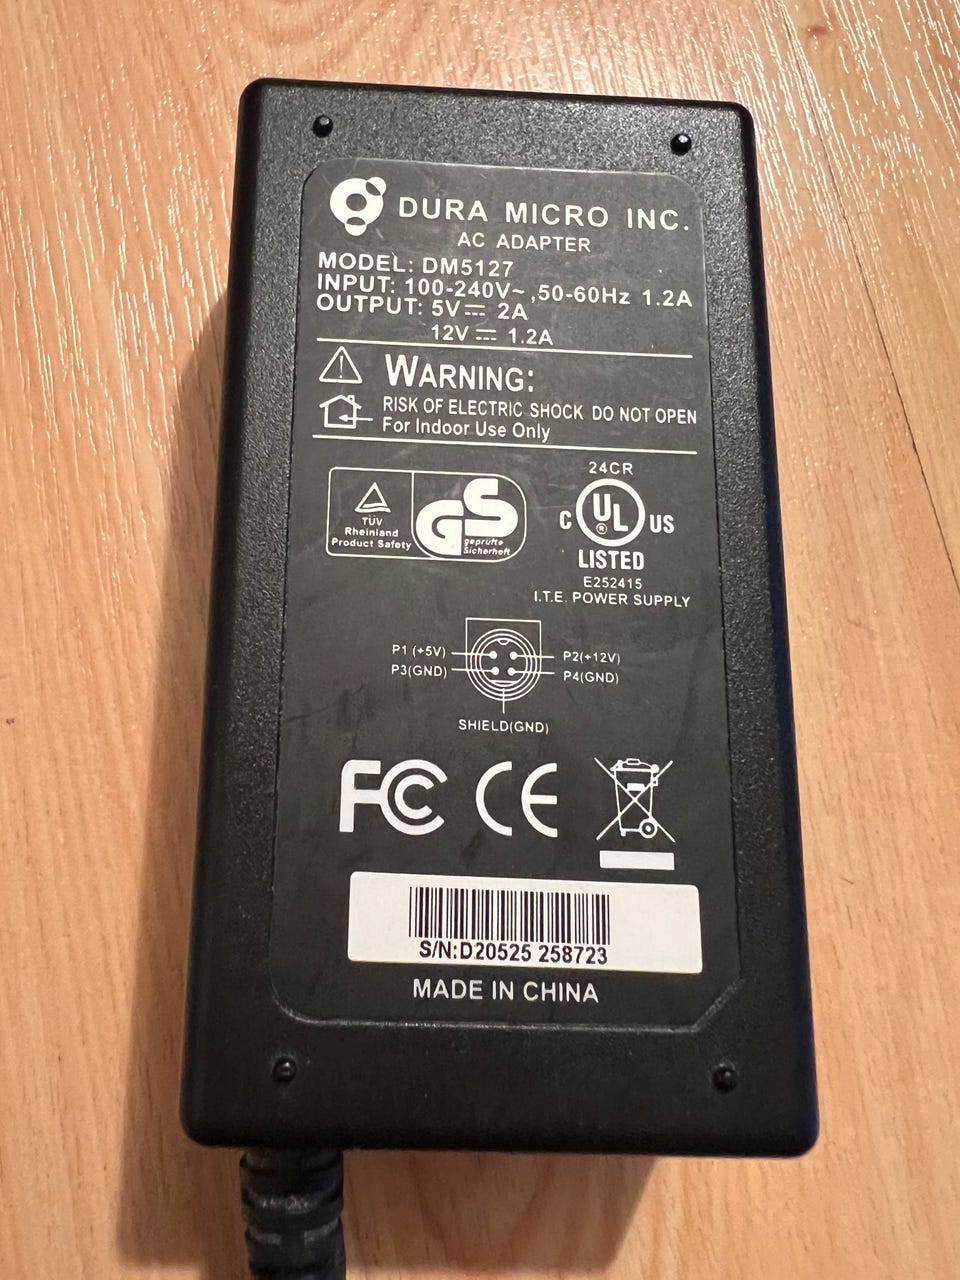 DURA MICRO INC.
AC ADAPTER
MODEL: DM5127
INPUT: 100-240V~,50-60Hz 1.2A
OUTPUT: 5V⎓ 2A
12V⎓ 1.2A
WARNING:
RISK OF ELECTRIC SHOCK DO NOT OPEN
For Indoor Use Only
24CR
TÜV
Rheinland
Product Safety
GS
geprüfte
Sicherheit
C UL US
®
LISTED
E252415
I.T.E. POWER SUPPLY
P1 (+5V)
P2(+12V)
P3(GND)
P4(GND)
SHIELD(GND)
FC CE
S/N:D20525 258723
MADE IN CHINA